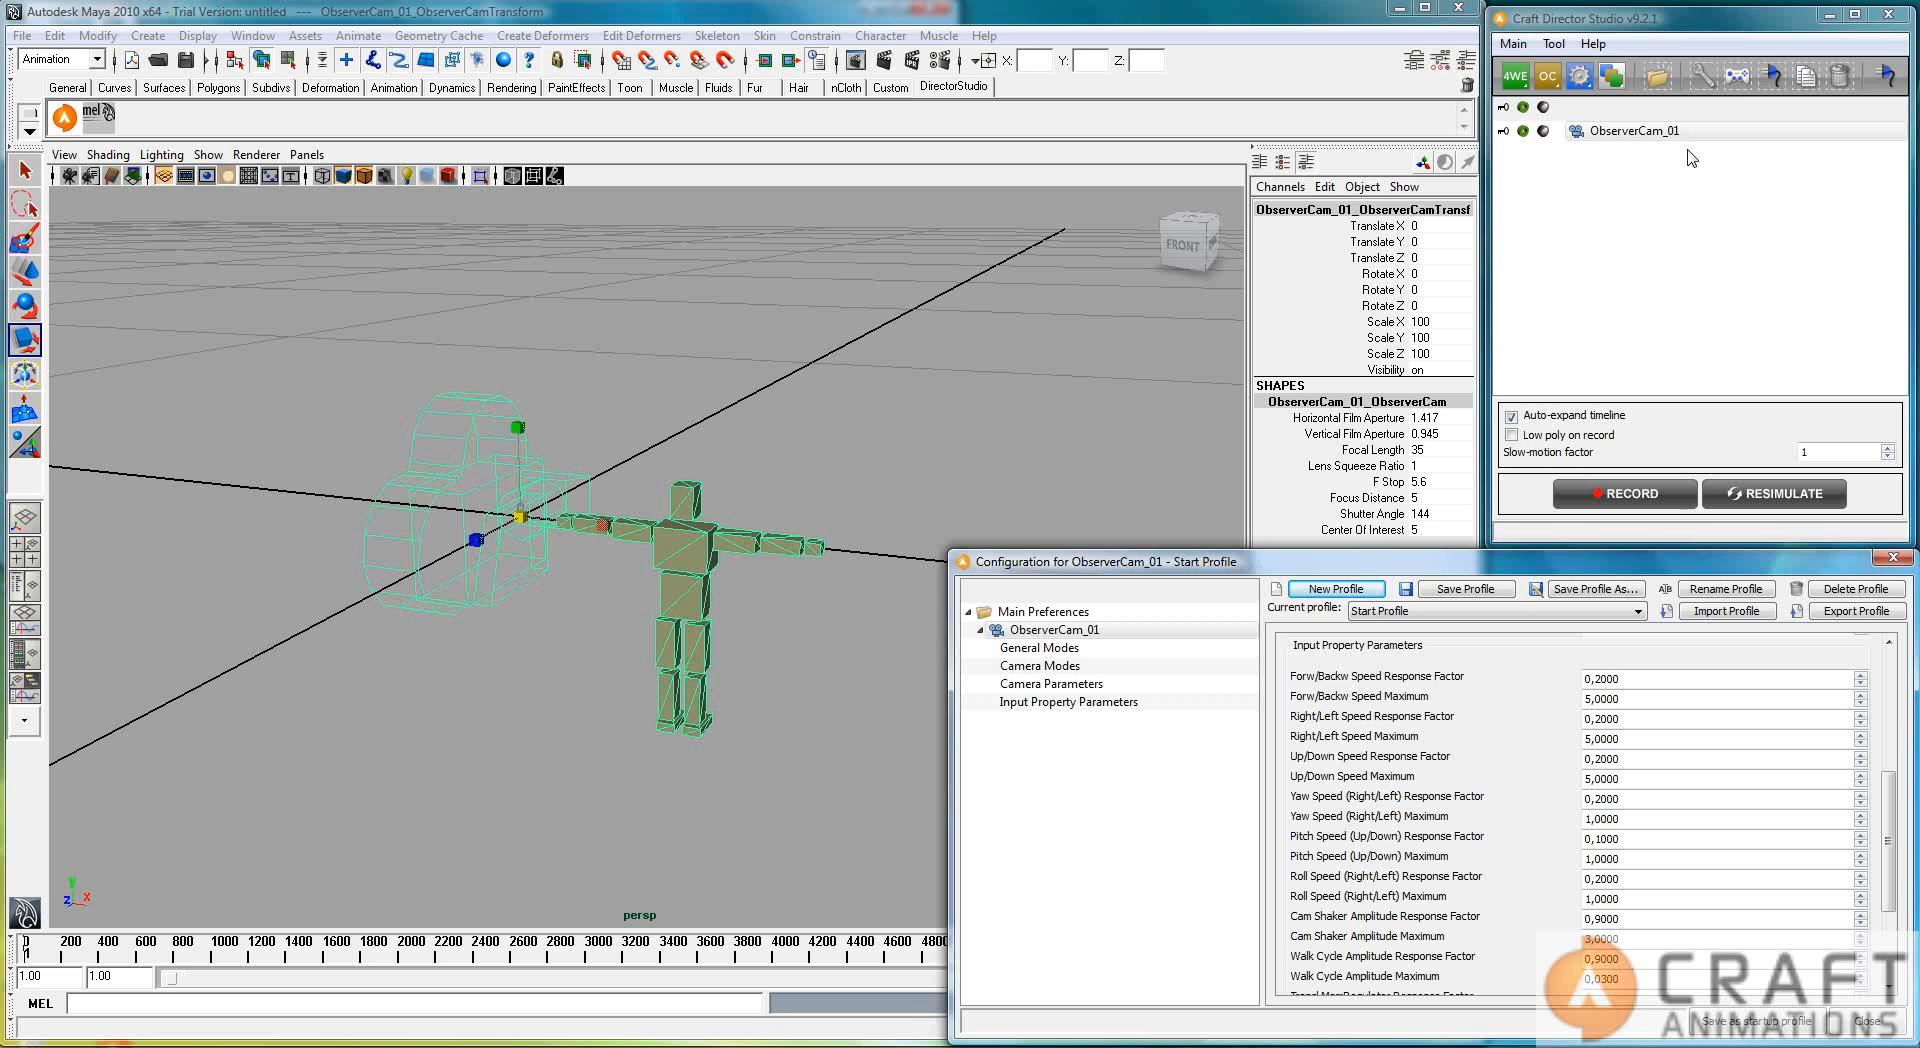 Autodesk Maya 2010 x64 - Trial Version: untitled --- ObserverCam_01_ObserverCamTransform
File Edit Modify Create Display Window Assets Animate Geometry Cache Create Deformers Edit Deformers Skeleton Skin Constrain Character Muscle Help
Animation X: Y: Z:
General Curves Surfaces Polygons Subdivs Deformation Animation Dynamics Rendering PaintEffects Toon Muscle Fluids Fur Hair nCloth Custom DirectorStudio
mel
View Shading Lighting Show Renderer Panels
FRONT
persp
y
z x
Channels Edit Object Show
ObserverCam_01_ObserverCamTransf
Translate X 0
Translate Y 0
Translate Z 0
Rotate X 0
Rotate Y 0
Rotate Z 0
Scale X 100
Scale Y 100
Scale Z 100
Visibility on
SHAPES
ObserverCam_01_ObserverCam
Horizontal Film Aperture 1.417
Vertical Film Aperture 0.945
Focal Length 35
Lens Squeeze Ratio 1
F Stop 5.6
Focus Distance 5
Shutter Angle 144
Center Of Interest 5
200 400 600 800 1000 1200 1400 1600 1800 2000 2200 2400 2600 2800 3000 3200 3400 3600 3800 4000 4200 4400 4600 480
1.00 1.00
MEL
Craft Director Studio v9.2.1
Main Tool Help
4WE OC
ObserverCam_01
Auto-expand timeline
Low poly on record
Slow-motion factor 1
RECORD RESIMULATE
Configuration for ObserverCam_01 - Start Profile
New Profile Save Profile Save Profile As... Rename Profile Delete Profile
Current profile: Start Profile Import Profile Export Profile
Main Preferences
ObserverCam_01
General Modes
Camera Modes
Camera Parameters
Input Property Parameters
Input Property Parameters
Forw/Backw Speed Response Factor 0,2000
Forw/Backw Speed Maximum 5,0000
Right/Left Speed Response Factor 0,2000
Right/Left Speed Maximum 5,0000
Up/Down Speed Response Factor 0,2000
Up/Down Speed Maximum 5,0000
Yaw Speed (Right/Left) Response Factor 0,2000
Yaw Speed (Right/Left) Maximum 1,0000
Pitch Speed (Up/Down) Response Factor 0,1000
Pitch Speed (Up/Down) Maximum 1,0000
Roll Speed (Right/Left) Response Factor 0,2000
Roll Speed (Right/Left) Maximum 1,0000
Cam Shaker Amplitude Response Factor 0,9000
Cam Shaker Amplitude Maximum 3,0000
Walk Cycle Amplitude Response Factor 0,9000
Walk Cycle Amplitude Maximum 0,0300
Save as startup profile Close
CRAFT
ANIMATIONS